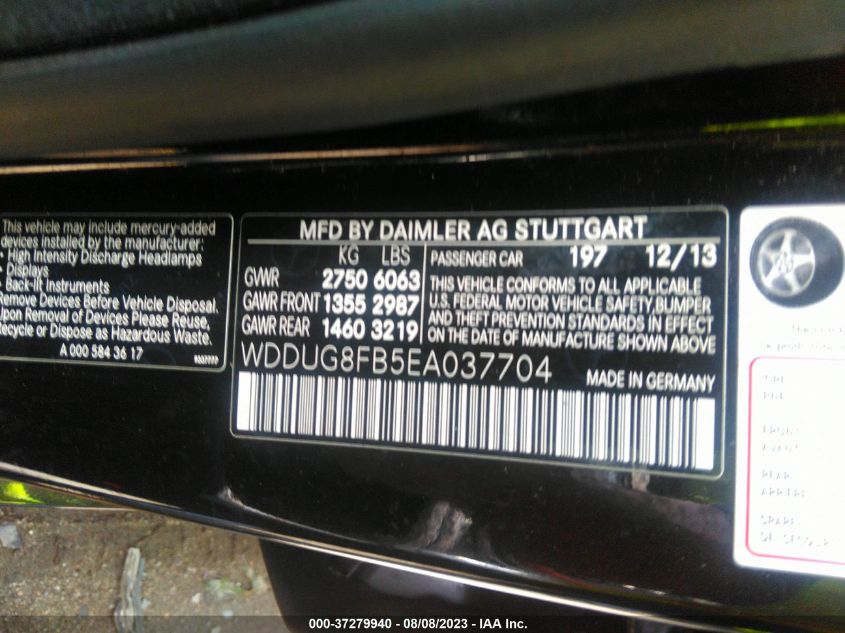 This vehicle may include mercury-added
devices installed by the manufacturer:
• High Intensity Discharge Headlamps
• Displays
• Back-lit Instruments
Remove Devices Before Vehicle Disposal.
Upon Removal of Devices Please Reuse,
Recycle or Dispose as Hazardous Waste.
A 000 584 36 17
MFD BY DAIMLER AG STUTTGART
KG LBS
GVWR 2750 6063
GAWR FRONT 1355 2987
GAWR REAR 1460 3219
PASSENGER CAR 197 12/13
THIS VEHICLE CONFORMS TO ALL APPLICABLE
U.S. FEDERAL MOTOR VEHICLE SAFETY, BUMPER
AND THEFT PREVENTION STANDARDS IN EFFECT
ON THE DATE OF MANUFACTURE SHOWN ABOVE
WDDUG8FB5EA037704
MADE IN GERMANY
REAR
SPARE
000-37279940 - 08/08/2023 - IAA Inc.